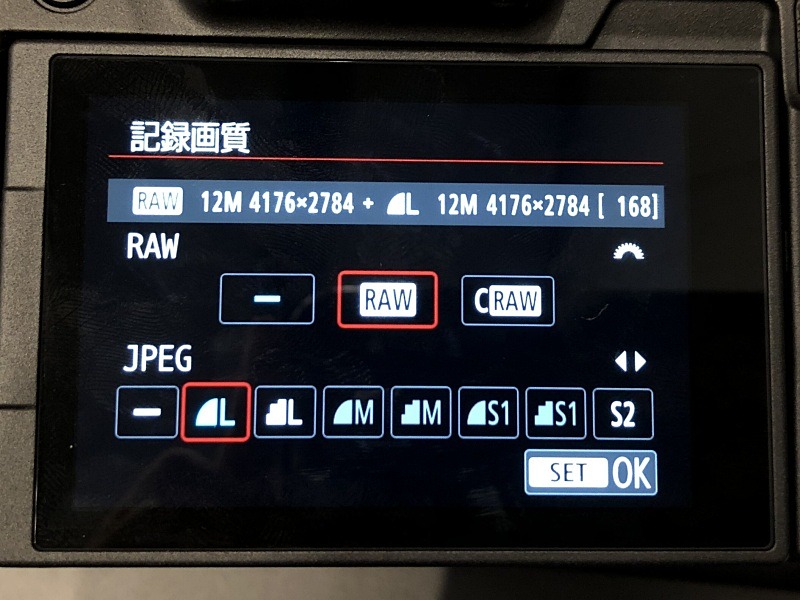 記録画質
RAW 12M 4176×2784 + L 12M 4176×2784 [ 168]
RAW
– RAW CRAW
JPEG
– L L M M S1 S1 S2
SET OK